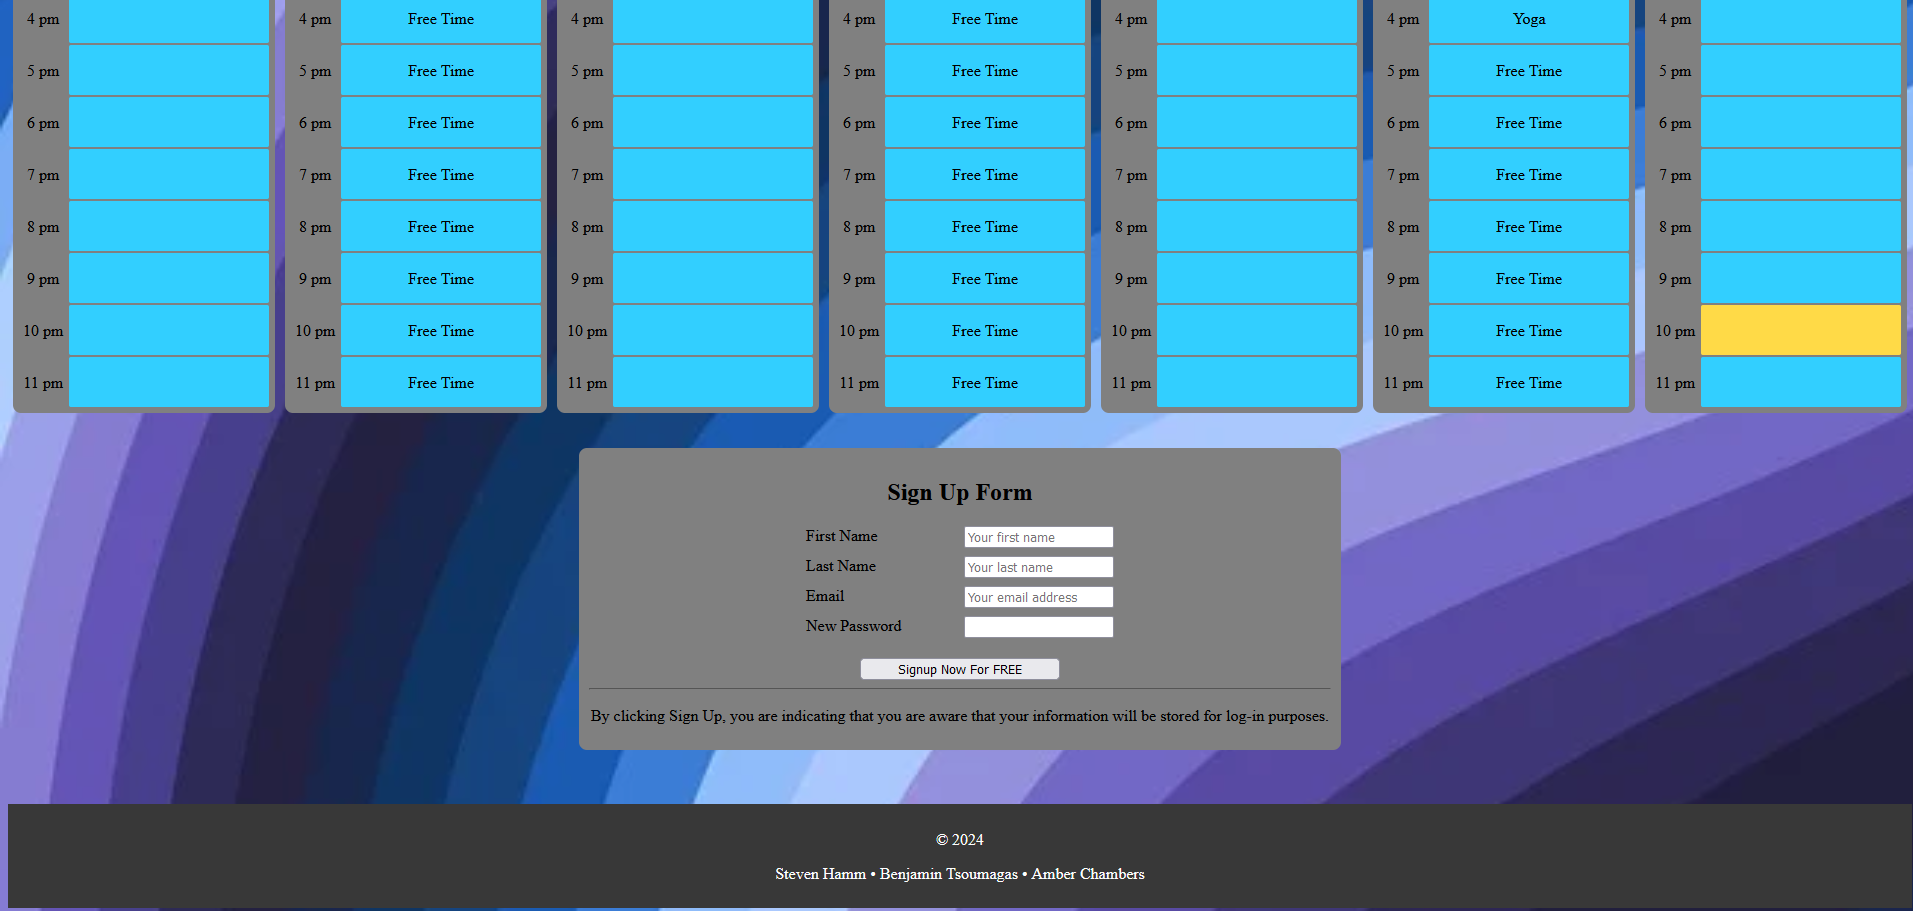 4 pm 4 pm Free Time 4 pm 4 pm Free Time 4 pm 4 pm Yoga 4 pm
5 pm 5 pm Free Time 5 pm 5 pm Free Time 5 pm 5 pm Free Time 5 pm
6 pm 6 pm Free Time 6 pm 6 pm Free Time 6 pm 6 pm Free Time 6 pm
7 pm 7 pm Free Time 7 pm 7 pm Free Time 7 pm 7 pm Free Time 7 pm
8 pm 8 pm Free Time 8 pm 8 pm Free Time 8 pm 8 pm Free Time 8 pm
9 pm 9 pm Free Time 9 pm 9 pm Free Time 9 pm 9 pm Free Time 9 pm
10 pm 10 pm Free Time 10 pm 10 pm Free Time 10 pm 10 pm Free Time 10 pm
11 pm 11 pm Free Time 11 pm 11 pm Free Time 11 pm 11 pm Free Time 11 pm
Sign Up Form
First Name Your first name
Last Name Your last name
Email Your email address
New Password
Signup Now For FREE
By clicking Sign Up, you are indicating that you are aware that your information will be stored for log-in purposes.
© 2024
Steven Hamm • Benjamin Tsoumagas • Amber Chambers